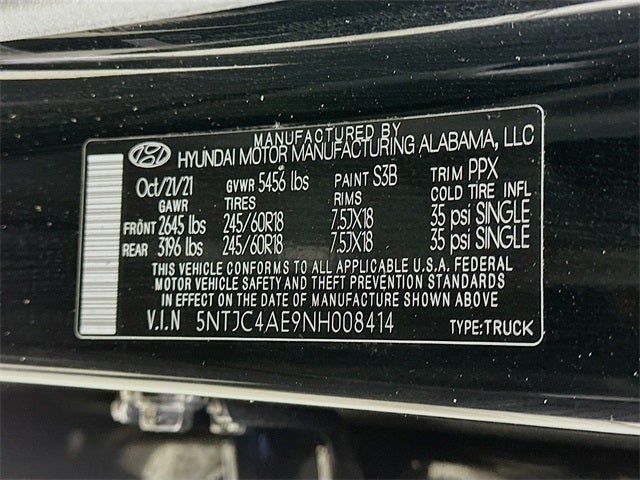 MANUFACTURED BY
HYUNDAI MOTOR MANUFACTURING ALABAMA, LLC
Oct/21/21 GVWR 5456 lbs PAINT S3B TRIM PPX
GAWR TIRES RIMS COLD TIRE INFL
FRONT 2645 lbs 245/60R18 7.5JX18 35 psi SINGLE
REAR 3196 lbs 245/60R18 7.5JX18 35 psi SINGLE
THIS VEHICLE CONFORMS TO ALL APPLICABLE U.S.A. FEDERAL
MOTOR VEHICLE SAFETY AND THEFT PREVENTION STANDARDS
IN EFFECT ON THE DATE OF MANUFACTURE SHOWN ABOVE
V.I.N 5NTJC4AE9NH008414 TYPE:TRUCK